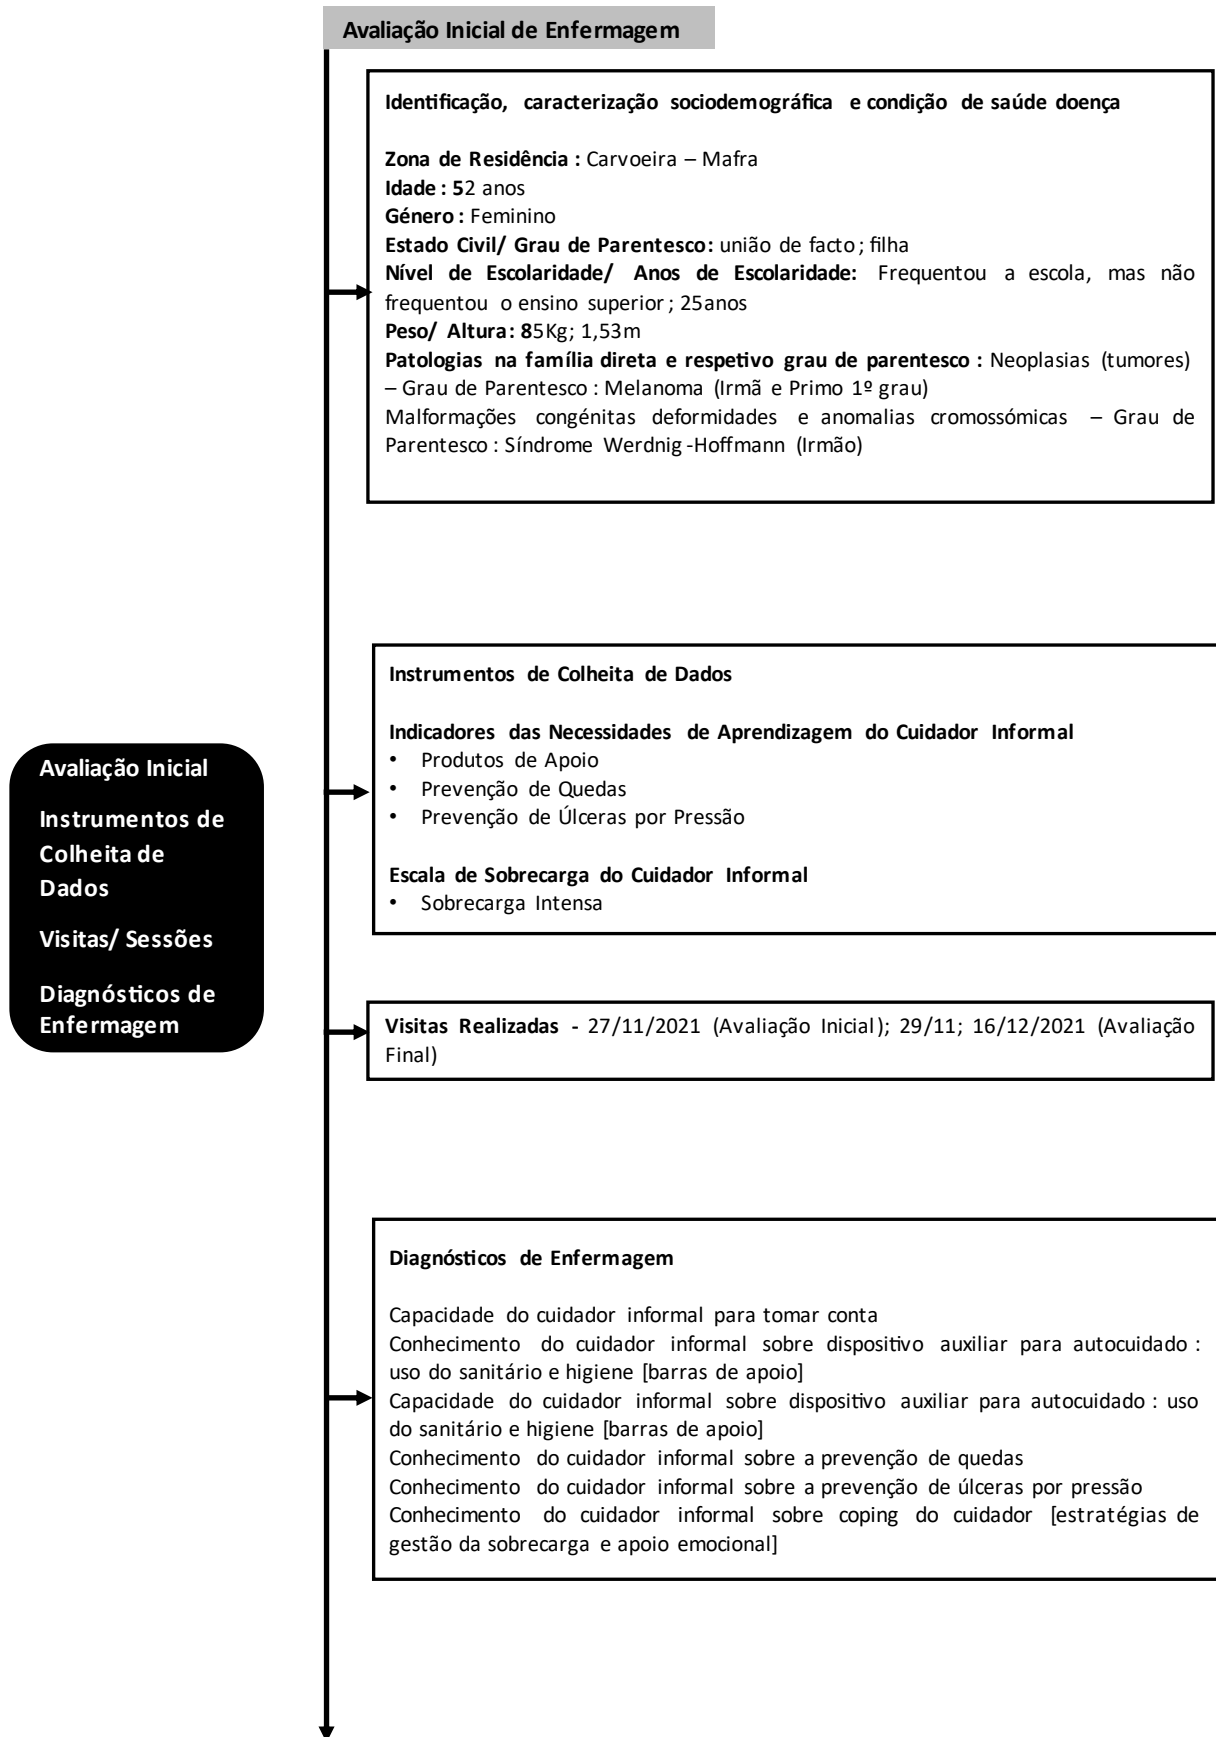 Avaliação Inicial de Enfermagem
Identificação, caracterização sociodemográfica e condição de saúde doença
Zona de Residência : Carvoeira – Mafra
Idade : 52 anos
Género : Feminino
Estado Civil/ Grau de Parentesco: união de facto ; filha
Nível de Escolaridade/ Anos de Escolaridade: Frequentou a escola, mas não
frequentou o ensino superior ; 25anos
Peso/ Altura: 85Kg; 1,53m
Patologias na família direta e respetivo grau de parentesco : Neoplasias (tumores)
– Grau de Parentesco : Melanoma (Irmã e Primo 1º grau)
Malformações congénitas deformidades e anomalias cromossómicas – Grau de
Parentesco : Síndrome Werdnig -Hoffmann (Irmão)
Instrumentos de Colheita de Dados
Indicadores das Necessidades de Aprendizagem do Cuidador Informal
• Produtos de Apoio
• Prevenção de Quedas
• Prevenção de Úlceras por Pressão
Escala de Sobrecarga do Cuidador Informal
• Sobrecarga Intensa
Avaliação Inicial
Instrumentos de
Colheita de
Dados
Visitas/ Sessões
Diagnósticos de
Enfermagem
Visitas Realizadas - 27/11/2021 (Avaliação Inicial); 29/11; 16/12/2021 (Avaliação
Final)
Diagnósticos de Enfermagem
Capacidade do cuidador informal para tomar conta
Conhecimento do cuidador informal sobre dispositivo auxiliar para autocuidado :
uso do sanitário e higiene [barras de apoio]
Capacidade do cuidador informal sobre dispositivo auxiliar para autocuidado : uso
do sanitário e higiene [barras de apoio]
Conhecimento do cuidador informal sobre a prevenção de quedas
Conhecimento do cuidador informal sobre a prevenção de úlceras por pressão
Conhecimento do cuidador informal sobre coping do cuidador [estratégias de
gestão da sobrecarga e apoio emocional]